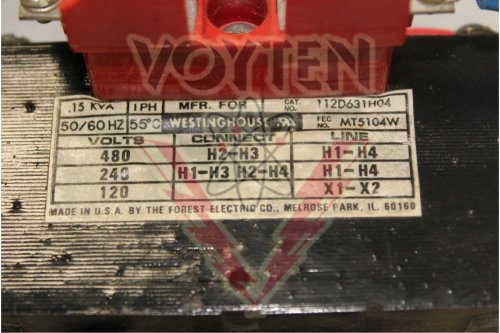 VOYTEN
.15 KVA 1PH MFR. FOR CAT. NO. 112D631H04
50/60 HZ 55°C WESTINGHOUSE FEC NO. MT5104W
VOLTS CONNECT LINE
480 H2-H3 H1-H4
240 H1-H3 H2-H4 H1-H4
120 X1-X2
MADE IN U.S.A. BY THE FOREST ELECTRIC CO., MELROSE PARK, IL. 60160